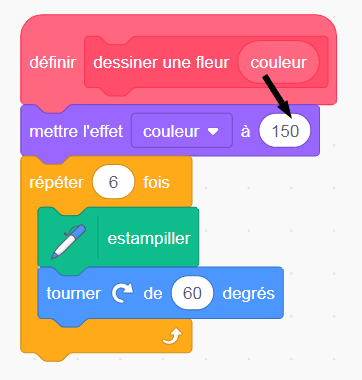 définir dessiner une fleur couleur
mettre l'effet couleur à 150
répéter 6 fois
estampiller
tourner de 60 degrés